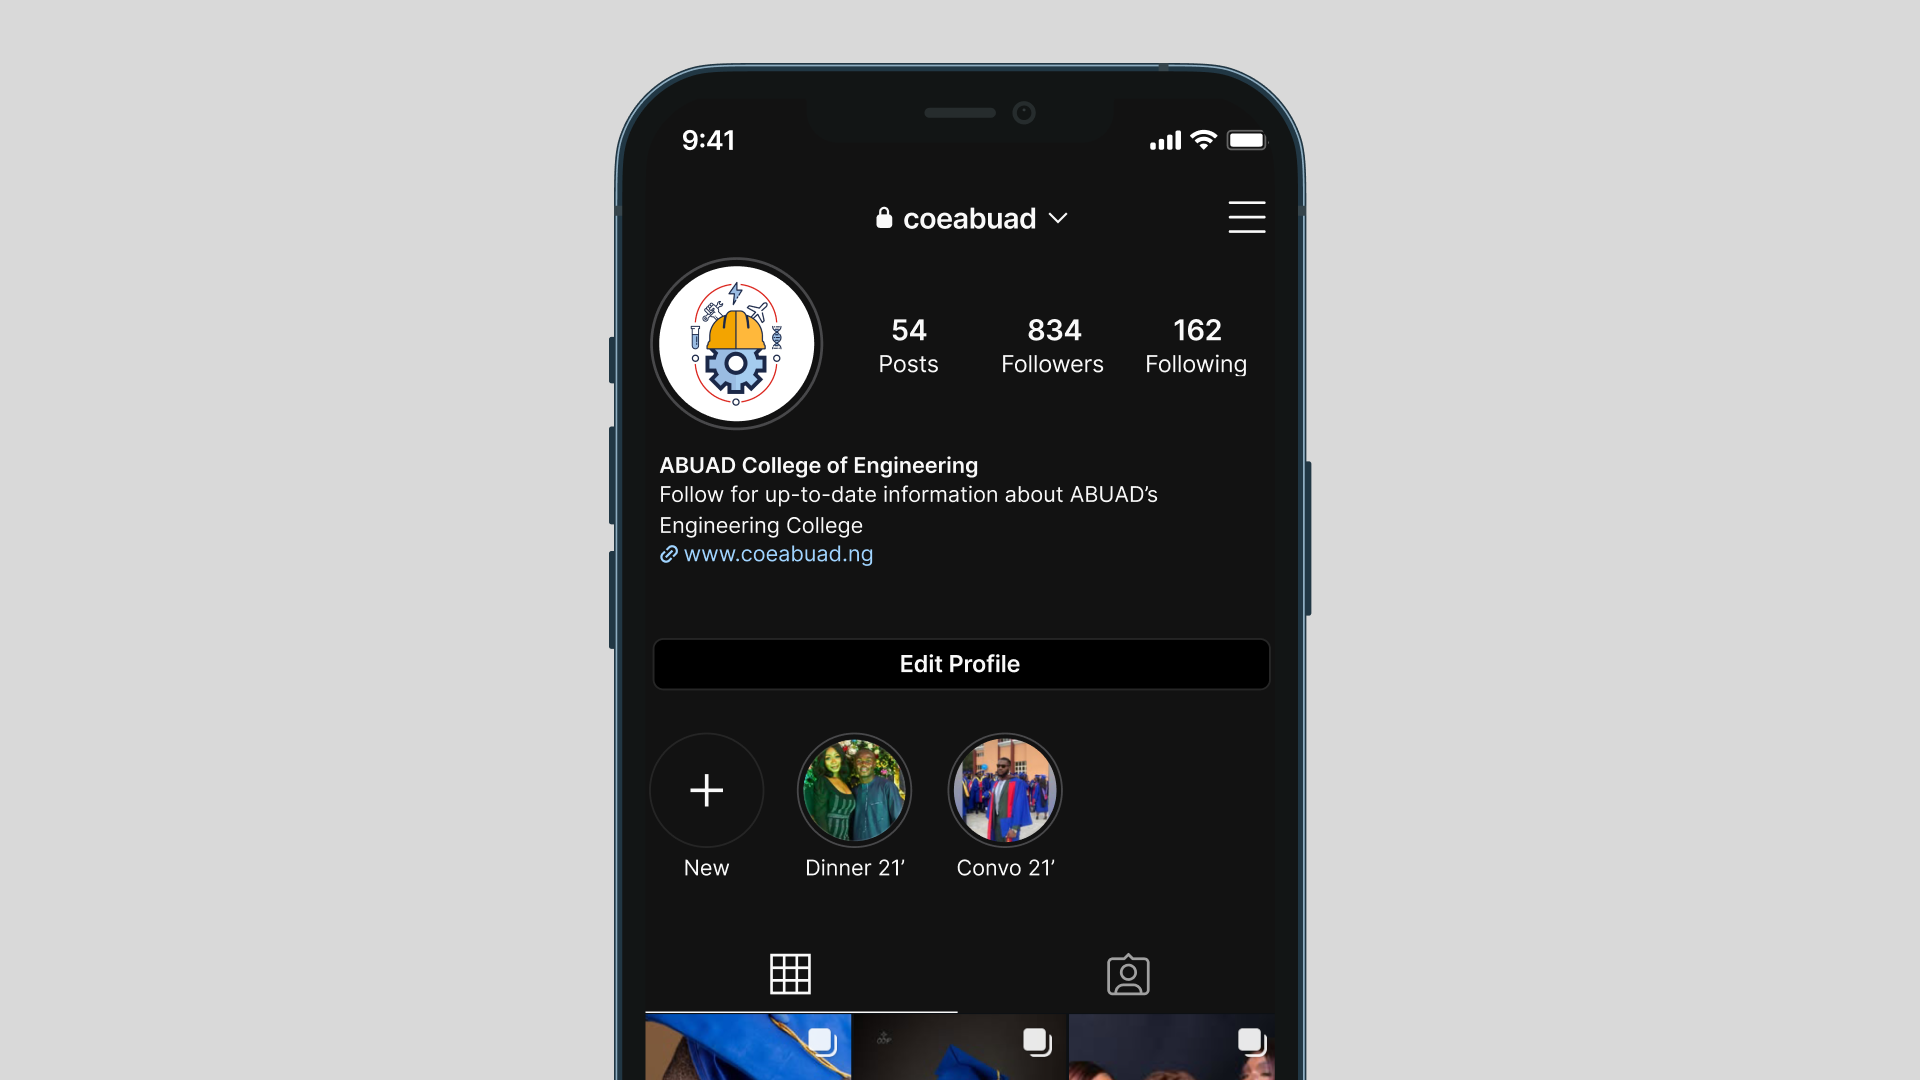 9:41
coeabuad
54
834
162
Posts
Followers
Following
ABUAD College of Engineering
Follow for up-to-date information about ABUAD’s
Engineering College
www.coeabuad.ng
Edit Profile
New
Dinner 21’
Convo 21’